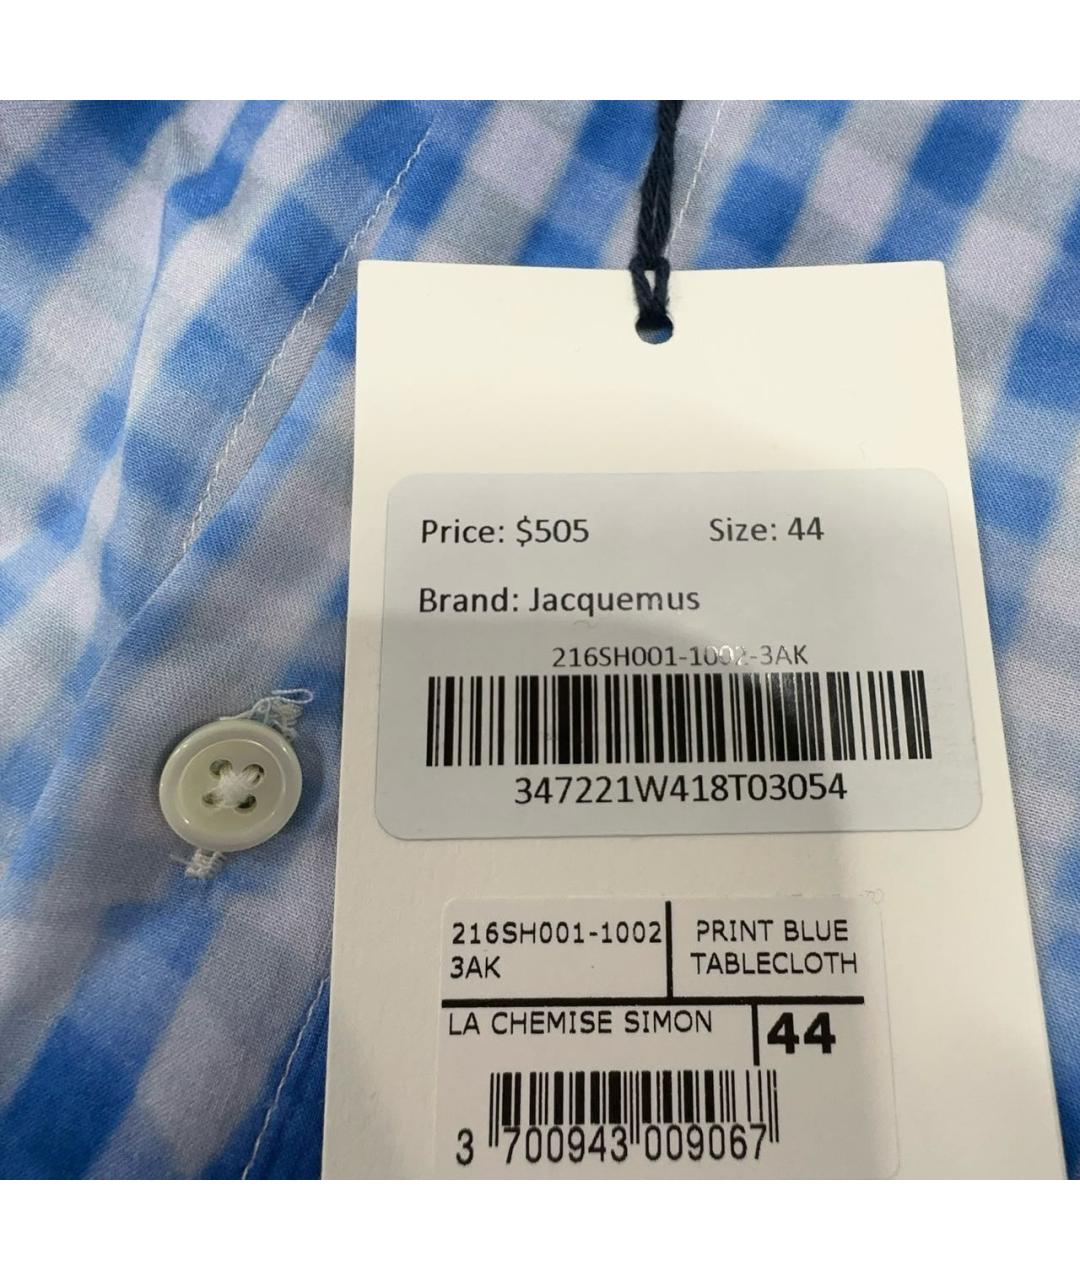 Price: $505 Size: 44
Brand: Jacquemus
216SH001-1002-3AK
347221W418T03054
216SH001-1002 PRINT BLUE
3AK TABLECLOTH
LA CHEMISE SIMON 44
3 700943 009067